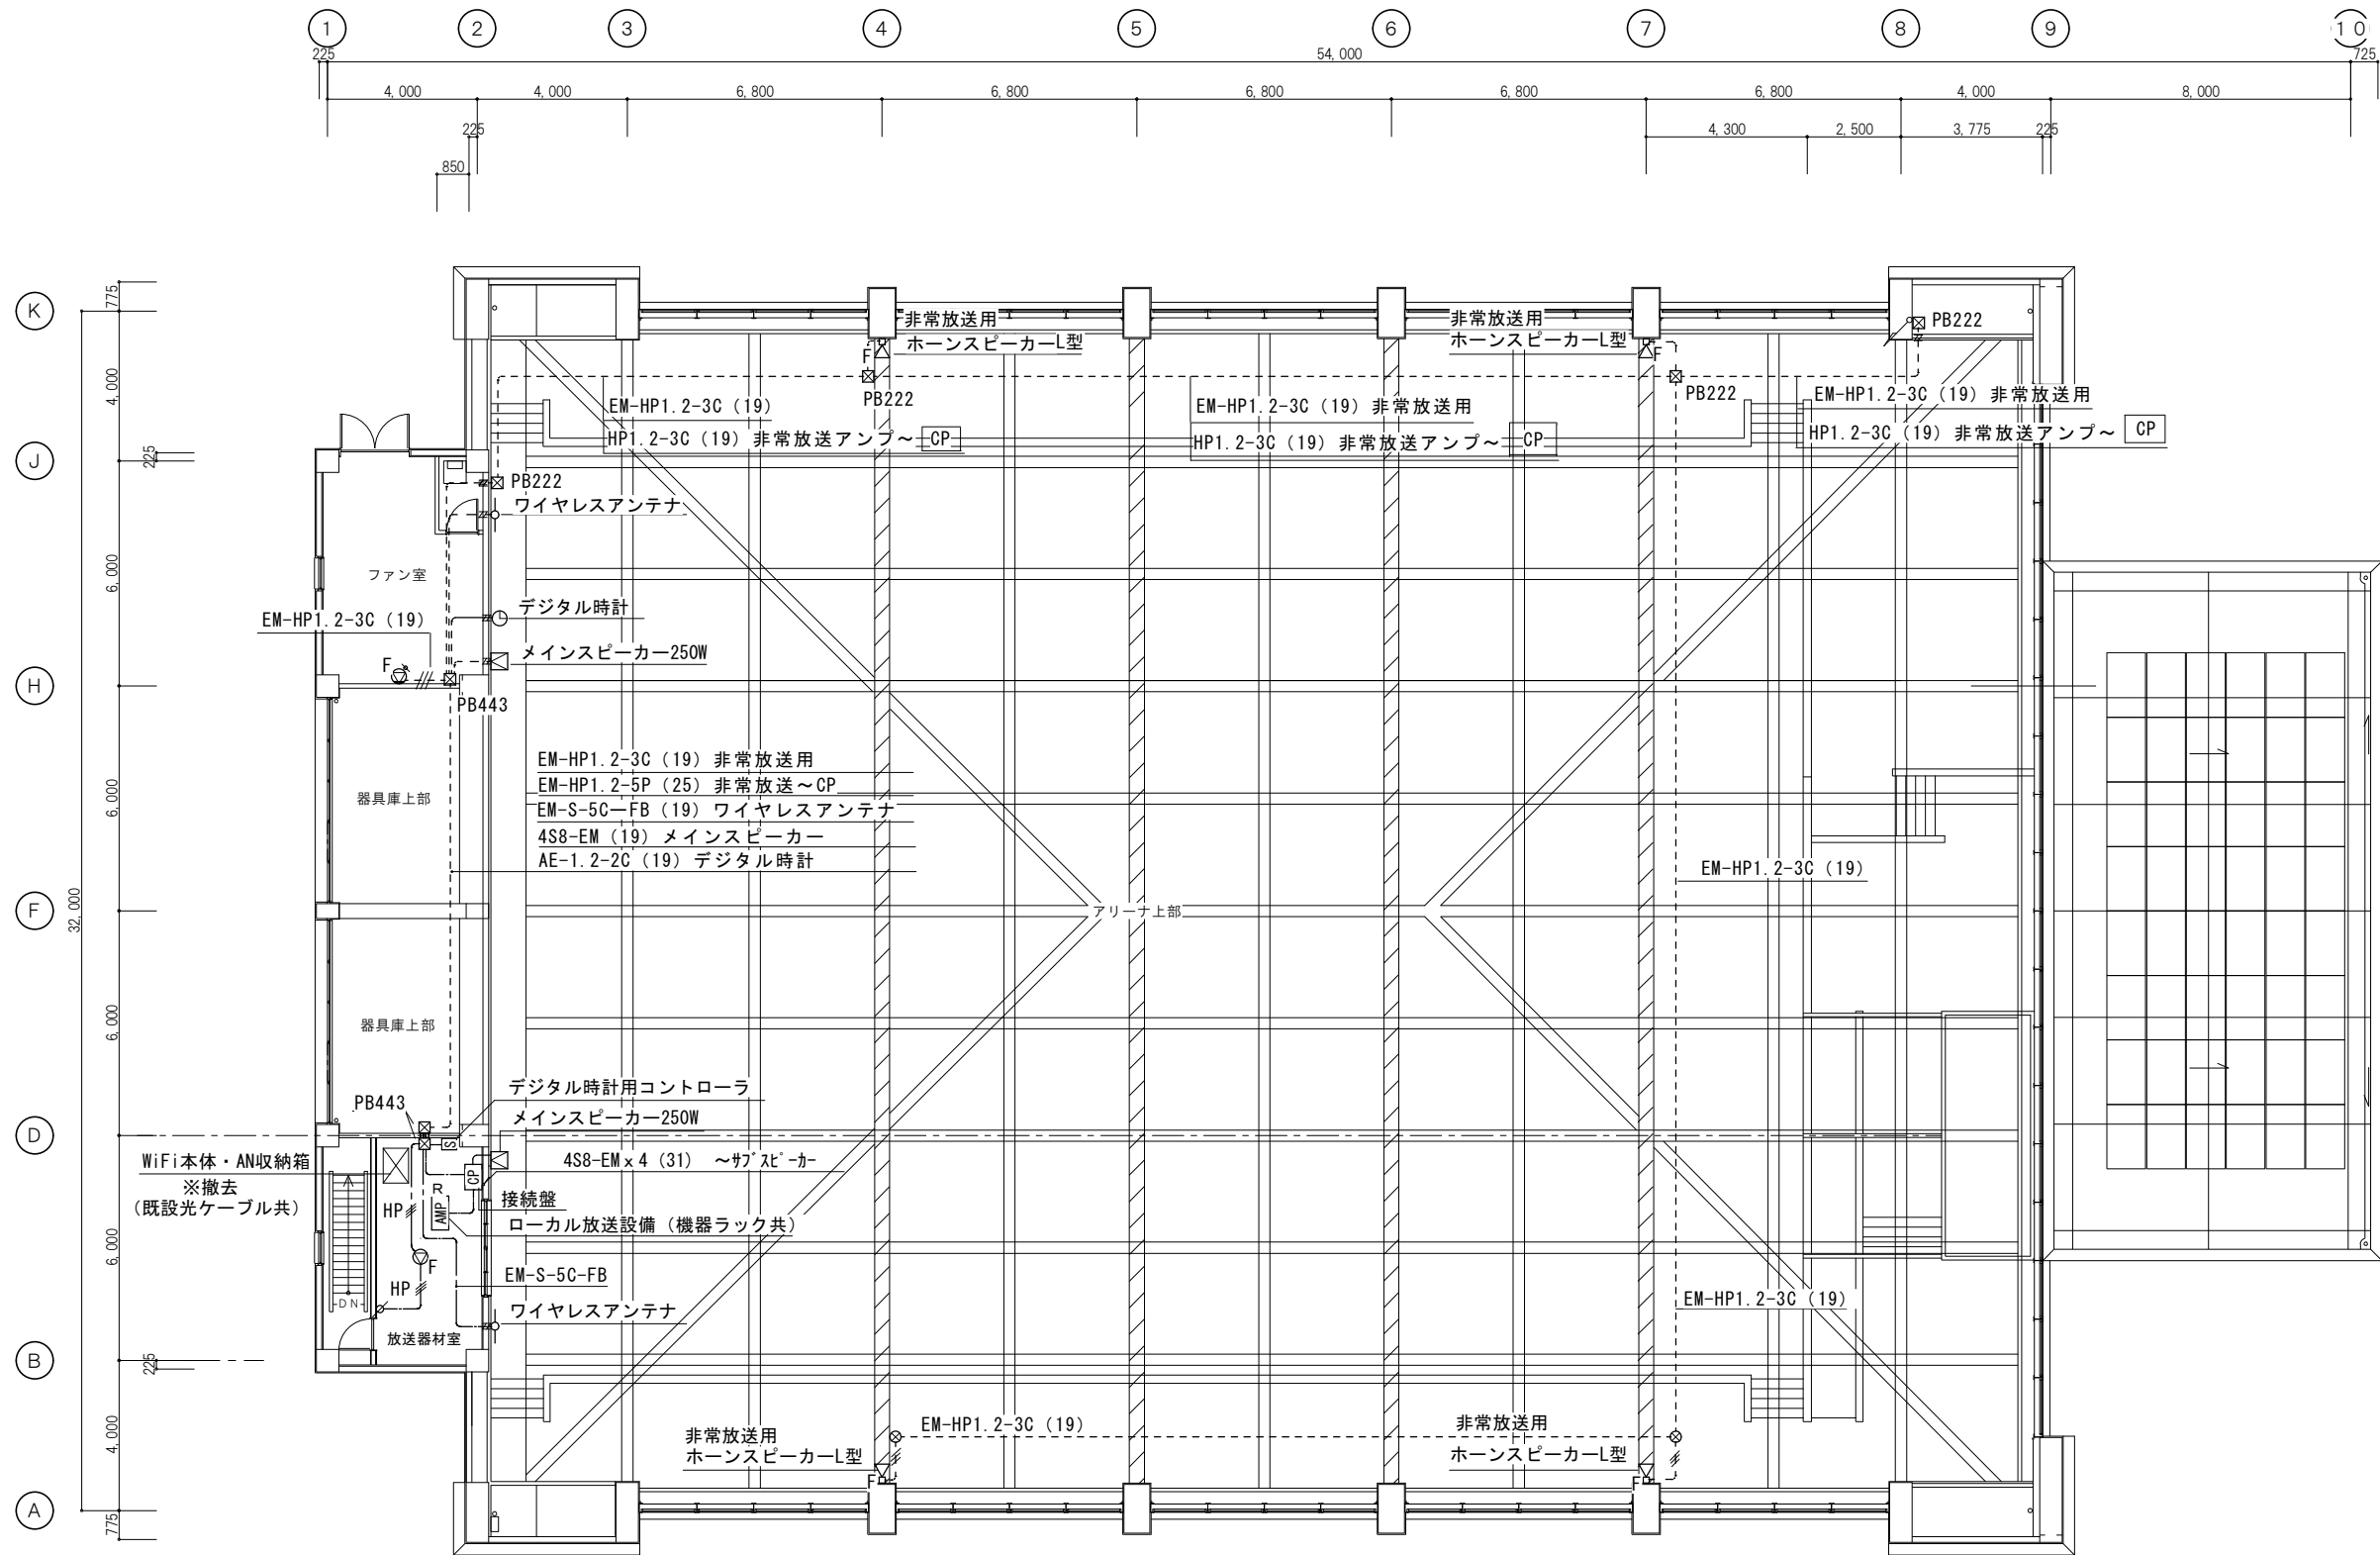 1 2 3 4 5 6 7 8 9 10
225 54,000 725
4,000 4,000 6,800 6,800 6,800 6,800 6,800 4,000 8,000
225 4,300 2,500 3,775 225
850
K
J
H
F
D
B
A
775
4,000
225
6,000
6,000
32,000
6,000
6,000
225
4,000
775
非常放送用
ホーンスピーカーL型
F
PB222
非常放送用
ホーンスピーカーL型
F
PB222
PB222
EM-HP1.2-3C (19)
HP1.2-3C (19) 非常放送アンプ～ CP
EM-HP1.2-3C (19) 非常放送用
HP1.2-3C (19) 非常放送アンプ～ CP
EM-HP1.2-3C (19) 非常放送用
HP1.2-3C (19) 非常放送アンプ～ CP
PB222
ワイヤレスアンテナ
ファン室
デジタル時計
EM-HP1.2-3C (19)
メインスピーカー250W
F
PB443
EM-HP1.2-3C (19) 非常放送用
EM-HP1.2-5P (25) 非常放送～CP
EM-S-5C-FB (19) ワイヤレスアンテナ
4S8-EM (19) メインスピーカー
AE-1.2-2C (19) デジタル時計
器具庫上部
EM-HP1.2-3C (19)
アリーナ上部
器具庫上部
デジタル時計用コントローラ
PB443
メインスピーカー250W
S
WiFi本体・AN収納箱
※撤去
(既設光ケーブル共)
4S8-EMx4 (31) ～ｻﾌﾞｽﾋﾟｰｶｰ
CP
R
AMP
接続盤
HP
ローカル放送設備 (機器ラック共)
F
EM-S-5C-FB
HP
DN
ワイヤレスアンテナ
放送器材室
EM-HP1.2-3C (19)
非常放送用
ホーンスピーカーL型
F
EM-HP1.2-3C (19)
非常放送用
ホーンスピーカーL型
F